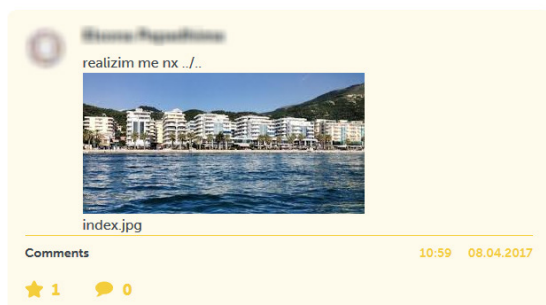 realizim me nx ../..
index.jpg
Comments
10:59 08.04.2017
1 0